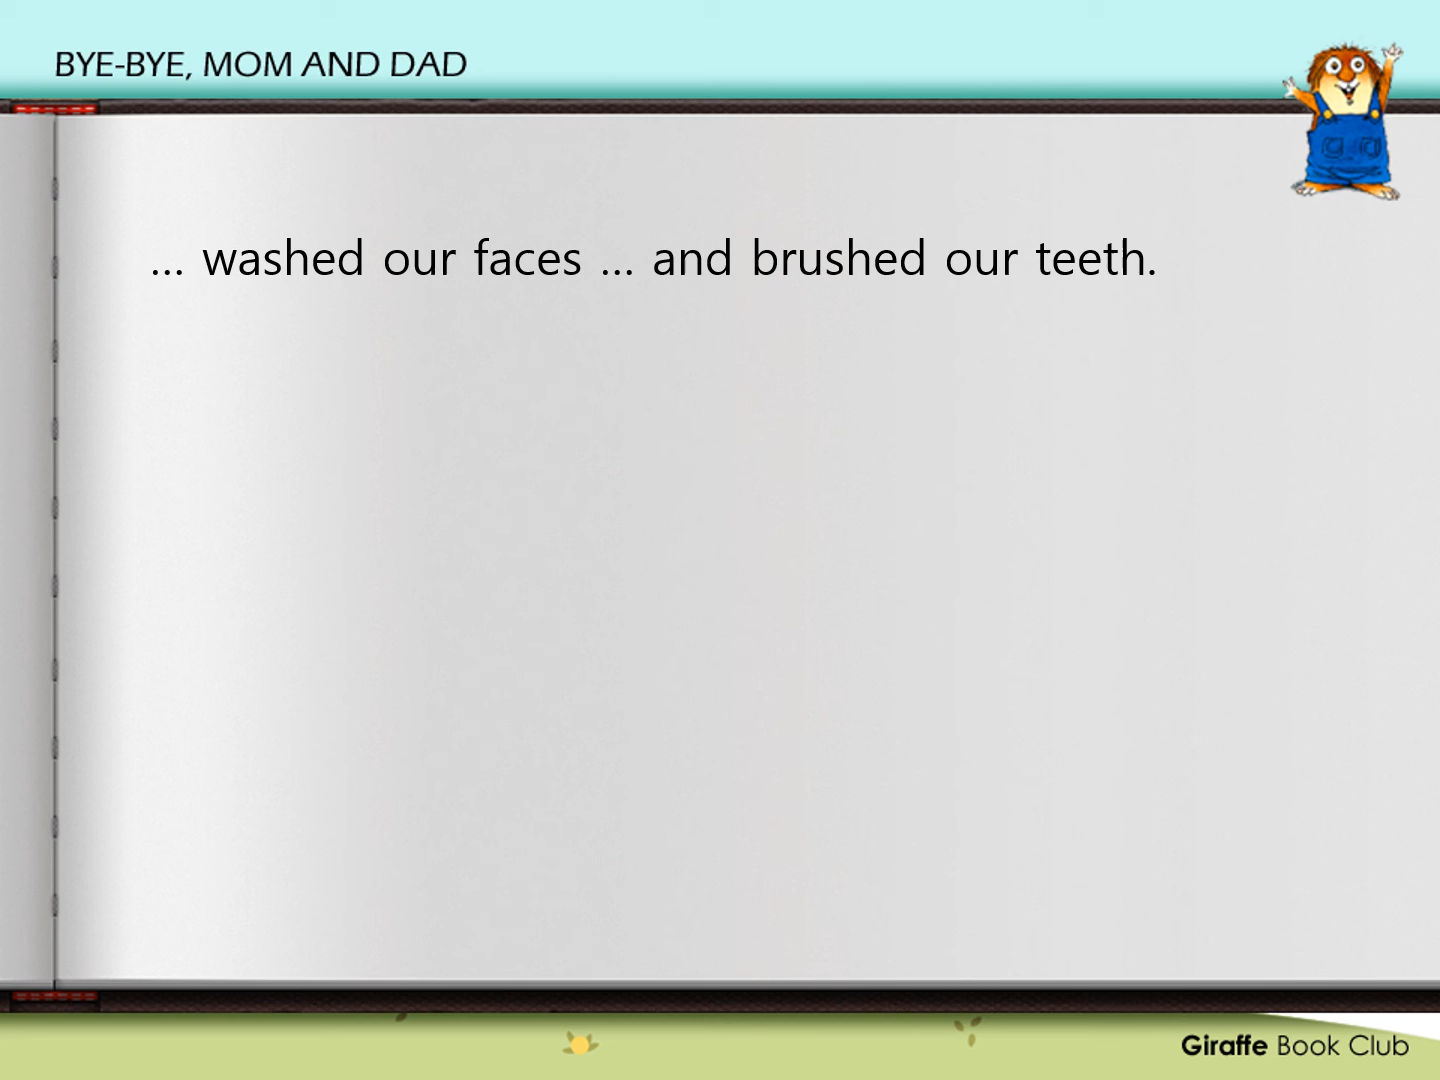 BYE-BYE, MOM AND DAD
… washed our faces … and brushed our teeth.
Giraffe Book Club